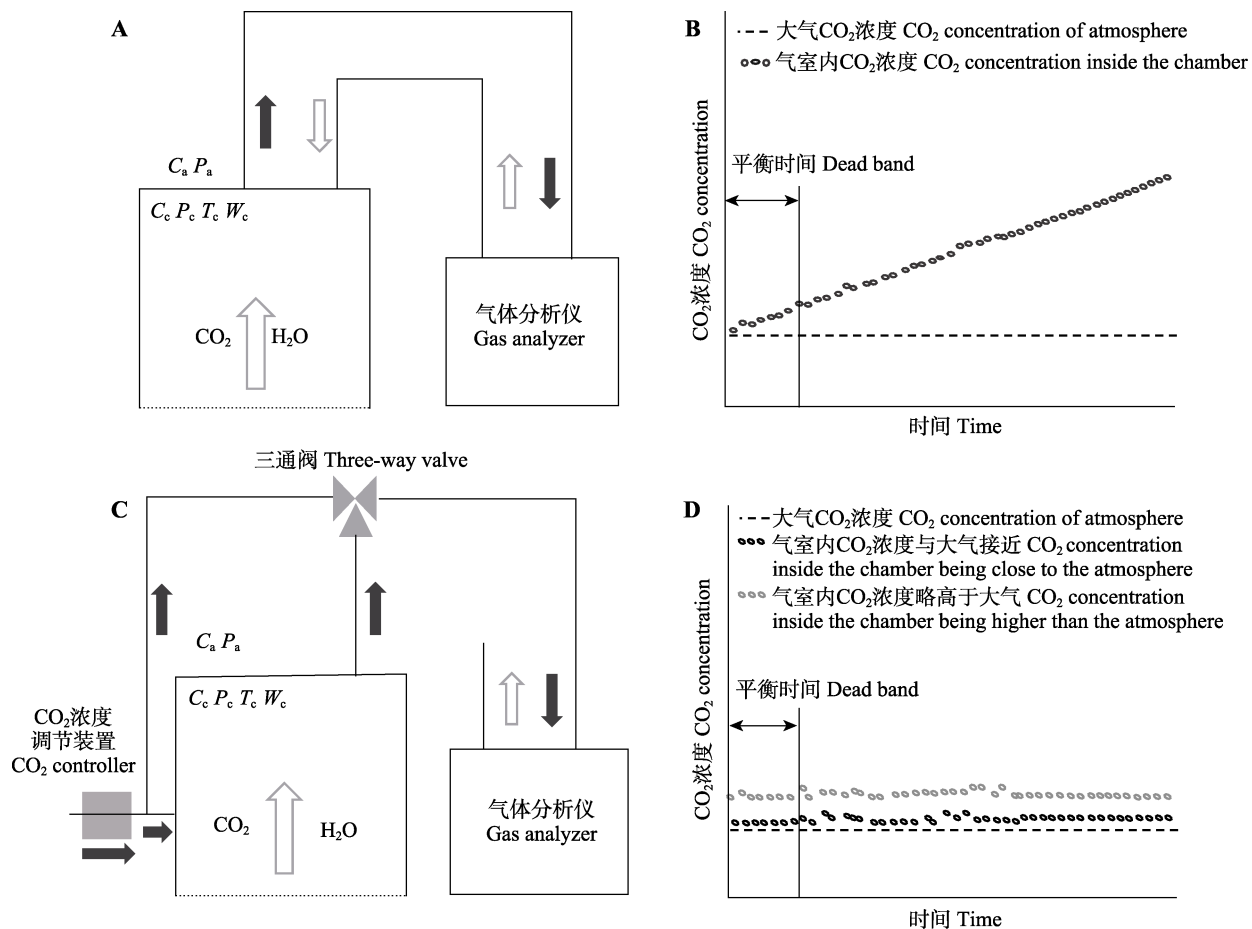 A
Cₐ Pₐ
C꜀ P꜀ T꜀ W꜀
CO₂
H₂O
气体分析仪
Gas analyzer
B
大气CO₂浓度 CO₂ concentration of atmosphere
气室内CO₂浓度 CO₂ concentration inside the chamber
平衡时间 Dead band
CO₂浓度 CO₂ concentration
时间 Time
三通阀 Three-way valve
C
Cₐ Pₐ
C꜀ P꜀ T꜀ W꜀
CO₂浓度
调节装置
CO₂ controller
CO₂
H₂O
气体分析仪
Gas analyzer
D
大气CO₂浓度 CO₂ concentration of atmosphere
气室内CO₂浓度与大气接近 CO₂ concentration
inside the chamber being close to the atmosphere
气室内CO₂浓度略高于大气 CO₂ concentration
inside the chamber being higher than the atmosphere
平衡时间 Dead band
CO₂浓度 CO₂ concentration
时间 Time